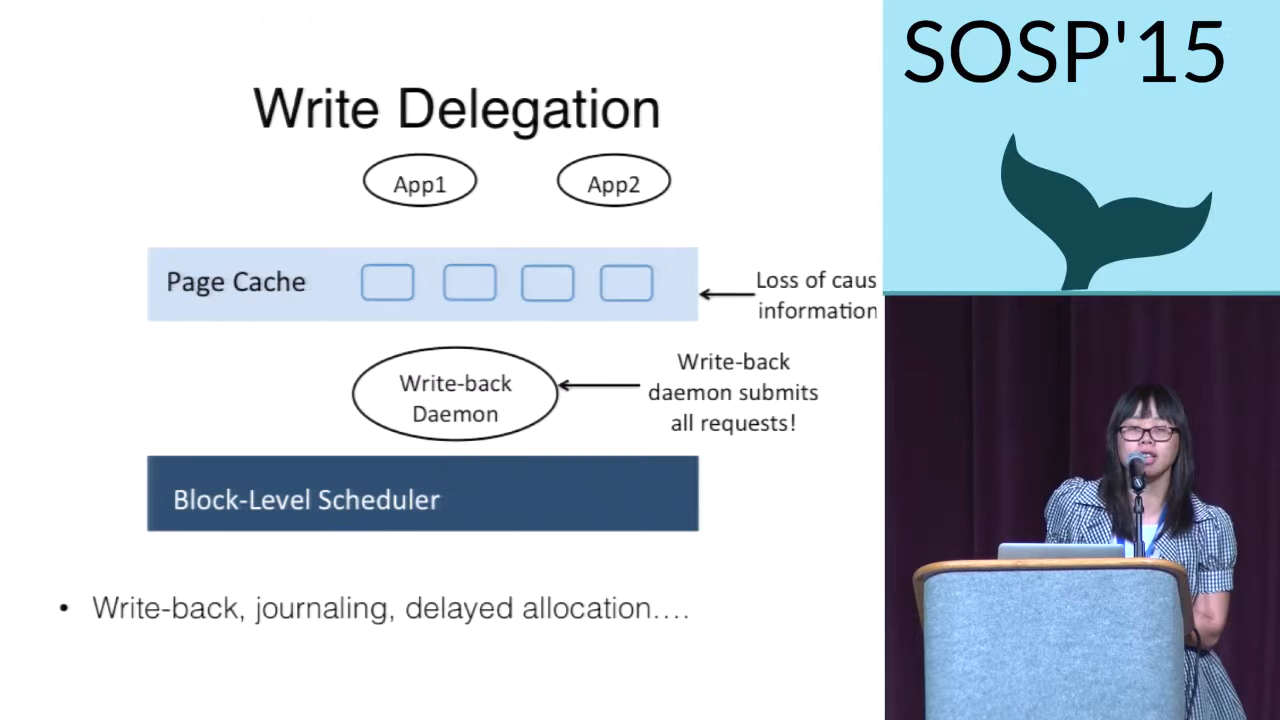 SOSP'15
Write Delegation
App1
App2
Page Cache
Loss of caus
information
Write-back
Daemon
Write-back
daemon submits
all requests!
Block-Level Scheduler
• Write-back, journaling, delayed allocation….